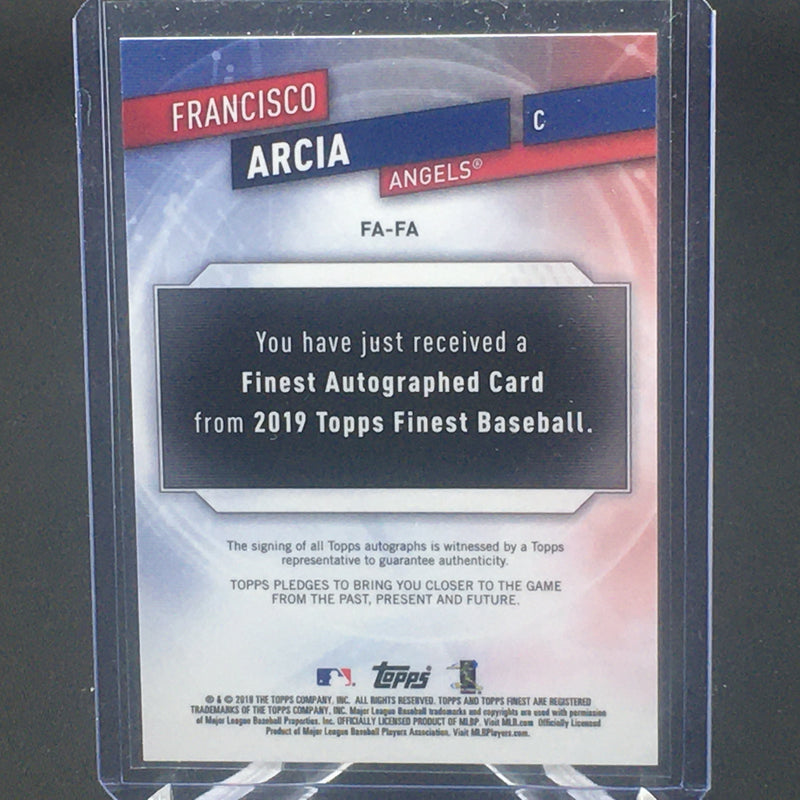 FRANCISCO
ARCIA
C
ANGELS®
FA-FA
You have just received a
Finest Autographed Card
from 2019 Topps Finest Baseball.
The signing of all Topps autographs is witnessed by a Topps
representative to guarantee authenticity.
TOPPS PLEDGES TO BRING YOU CLOSER TO THE GAME
FROM THE PAST, PRESENT AND FUTURE.
topps
® & © 2019 THE TOPPS COMPANY, INC. ALL RIGHTS RESERVED. TOPPS AND TOPPS FINEST ARE REGISTERED
TRADEMARKS OF THE TOPPS COMPANY, INC. Major League Baseball trademarks and copyrights are used with permission
of Major League Baseball Properties, Inc. OFFICIALLY LICENSED PRODUCT OF MLBP. Visit MLB.com Officially Licensed
Product of Major League Baseball Players Association. Visit MLBPlayers.com.